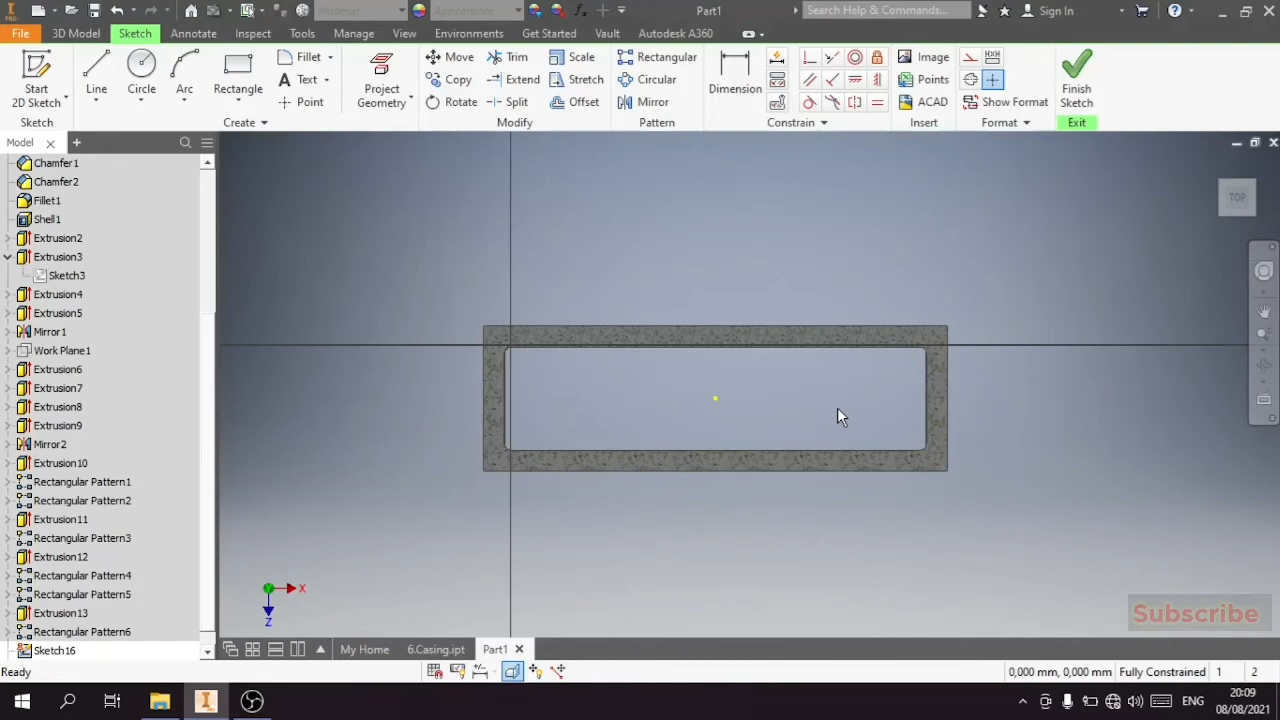 Material
Appearance
Part1
Search Help & Commands...
Sign In
File
3D Model
Sketch
Annotate
Inspect
Tools
Manage
View
Environments
Get Started
Vault
Autodesk A360
PRO
Start
2D Sketch
Line
Circle
Arc
Rectangle
Fillet
Text
Point
Project
Geometry
Move
Copy
Rotate
Trim
Extend
Split
Scale
Stretch
Offset
Rectangular
Circular
Mirror
Dimension
Image
Points
ACAD
Show Format
Finish
Sketch
Sketch
Create
Modify
Pattern
Constrain
Insert
Format
Exit
Model
Chamfer1
Chamfer2
Fillet1
Shell1
Extrusion2
Extrusion3
Sketch3
Extrusion4
Extrusion5
Mirror1
Work Plane1
Extrusion6
Extrusion7
Extrusion8
Extrusion9
Mirror2
Extrusion10
Rectangular Pattern1
Rectangular Pattern2
Extrusion11
Rectangular Pattern3
Extrusion12
Rectangular Pattern4
Rectangular Pattern5
Extrusion13
Rectangular Pattern6
Sketch16
TOP
X
Z
Subscribe
My Home
6.Casing.ipt
Part1
Ready
0,000 mm, 0,000 mm
Fully Constrained
1
2
ENG
20:09
08/08/2021